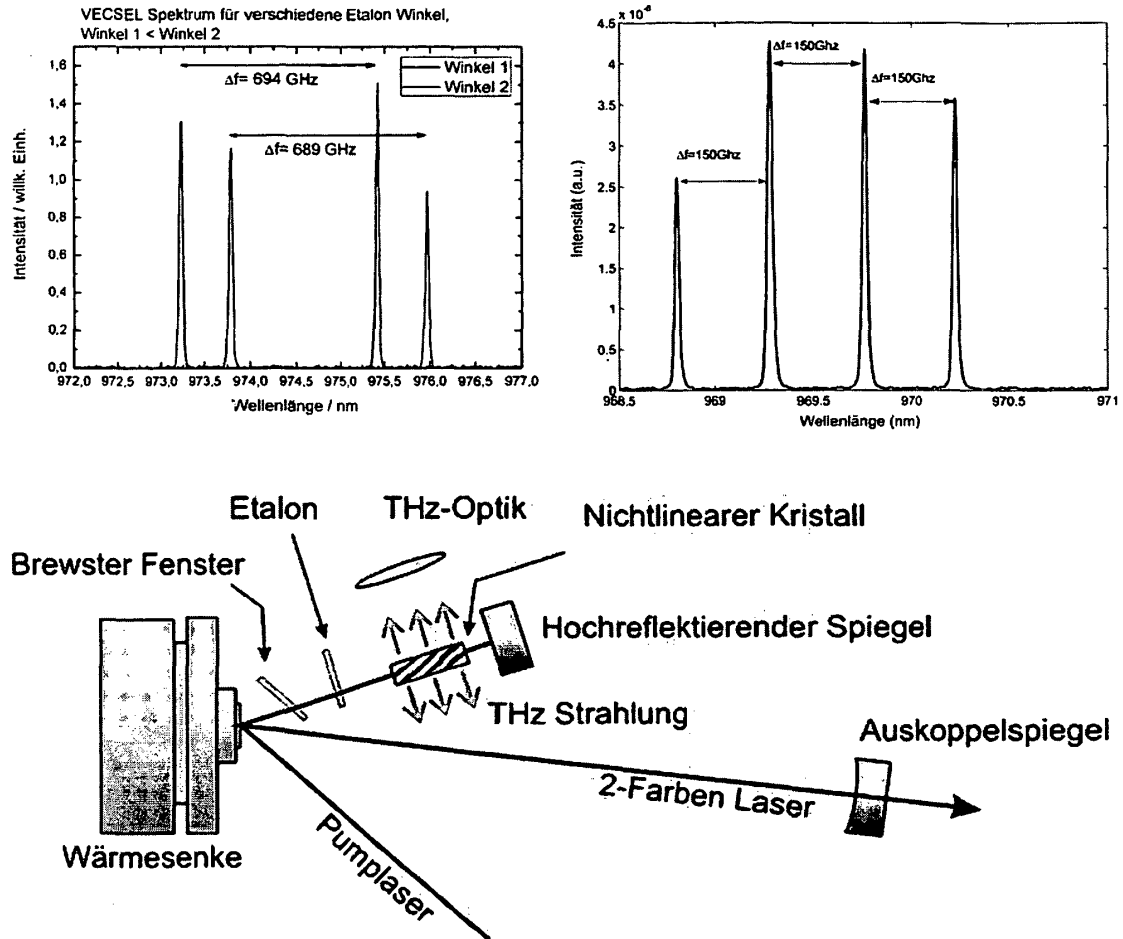 VECSEL Spektrum für verschiedene Etalon Winkel,
Winkel 1 < Winkel 2
1,6
1,4
1,2
1,0
0,8
0,6
0,4
0,2
0,0
Intensität / willk. Einh.
Δf= 694 GHz
Δf= 689 GHz
Winkel 1
Winkel 2
972,0 972,5 973,0 973,5 974,0 974,5 975,0 975,5 976,0 976,5 977,0
Wellenlänge / nm
x 10⁻⁶
4.5
4
3.5
3
2.5
2
1.5
1
0.5
0
Intensität (a.u.)
Δf=150Ghz
Δf=150Ghz
Δf=150Ghz
968.5 969 969.5 970 970.5 971
Wellenlänge (nm)
Etalon
THz-Optik
Nichtlinearer Kristall
Brewster Fenster
Hochreflektierender Spiegel
THz Strahlung
Auskoppelspiegel
2-Farben Laser
Pumplaser
Wärmesenke